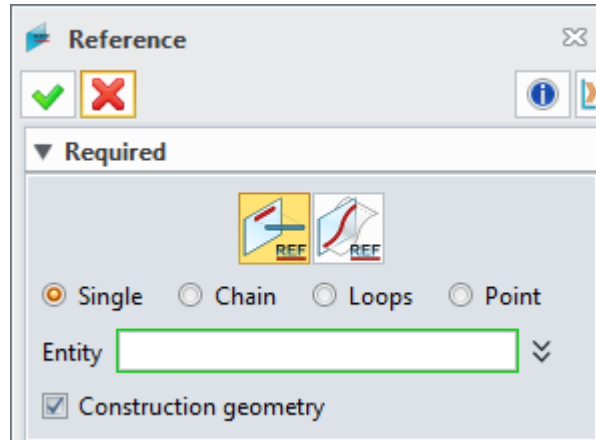 Reference
Required
REF REF
Single Chain Loops Point
Entity
Construction geometry